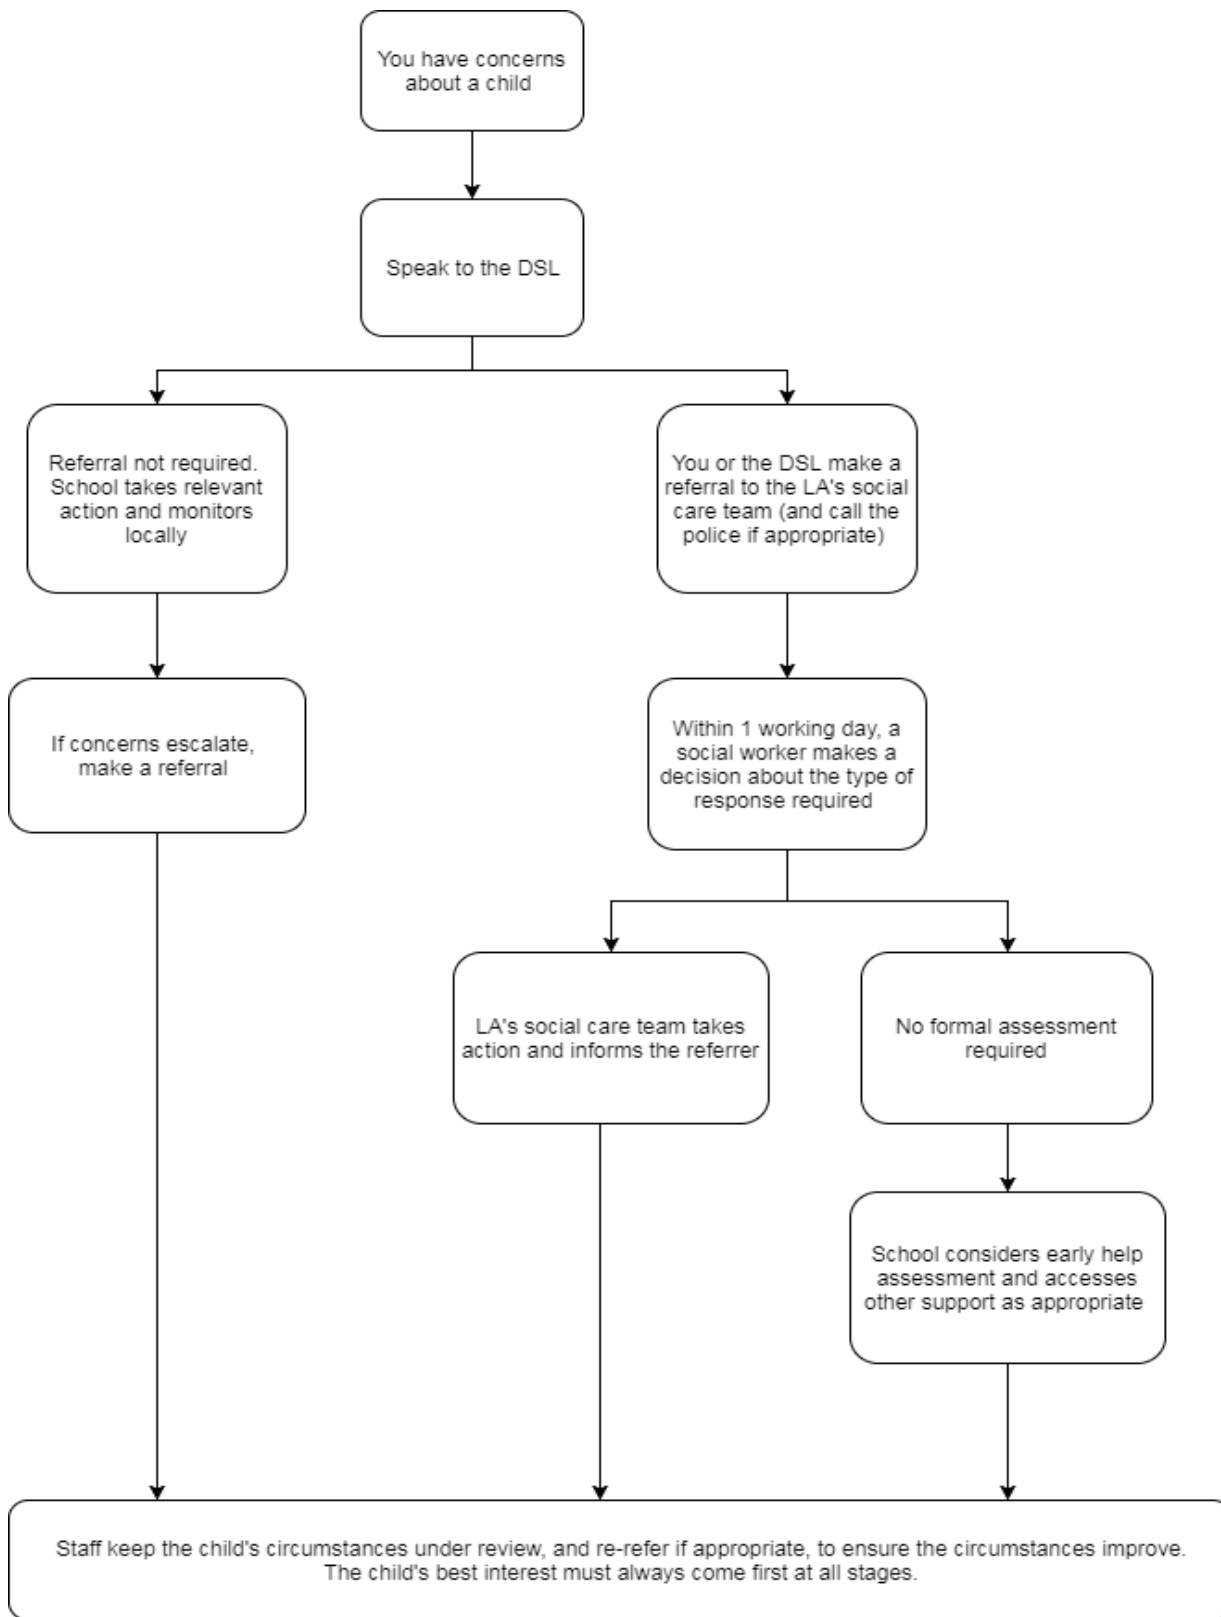 You have concerns
about a child
Speak to the DSL
Referral not required.
School takes relevant
action and monitors
locally
You or the DSL make a
referral to the LA's social
care team (and call the
police if appropriate)
If concerns escalate,
make a referral
Within 1 working day, a
social worker makes a
decision about the type of
response required
LA's social care team takes
action and informs the referrer
No formal assessment
required
School considers early help
assessment and accesses
other support as appropriate
Staff keep the child's circumstances under review, and re-refer if appropriate, to ensure the circumstances improve.
The child's best interest must always come first at all stages.